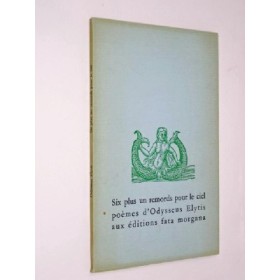 Six plus un remords pour le ciel
poèmes d'Odysseus Elytis
aux éditions fata morgana